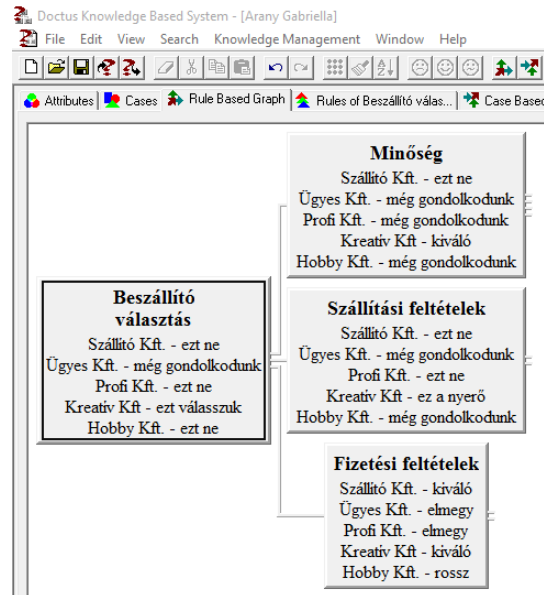 Doctus Knowledge Based System - [Arany Gabriella]
File Edit View Search Knowledge Management Window Help
Attributes Cases Rule Based Graph Rules of Beszállító válas... Case Based
Minőség
Szállító Kft. - ezt ne
Ügyes Kft. - még gondolkodunk
Profi Kft. - még gondolkodunk
Kreatív Kft - kiváló
Hobby Kft. - még gondolkodunk
Beszállító
választás
Szállító Kft. - ezt ne
Ügyes Kft. - még gondolkodunk
Profi Kft. - ezt ne
Kreatív Kft - ezt válasszuk
Hobby Kft. - ezt ne
Szállítási feltételek
Szállító Kft. - ezt ne
Ügyes Kft. - még gondolkodunk
Profi Kft. - ezt ne
Kreatív Kft - ez a nyerő
Hobby Kft. - még gondolkodunk
Fizetési feltételek
Szállító Kft. - kiváló
Ügyes Kft. - elmegy
Profi Kft. - elmegy
Kreatív Kft - kiváló
Hobby Kft. - rossz